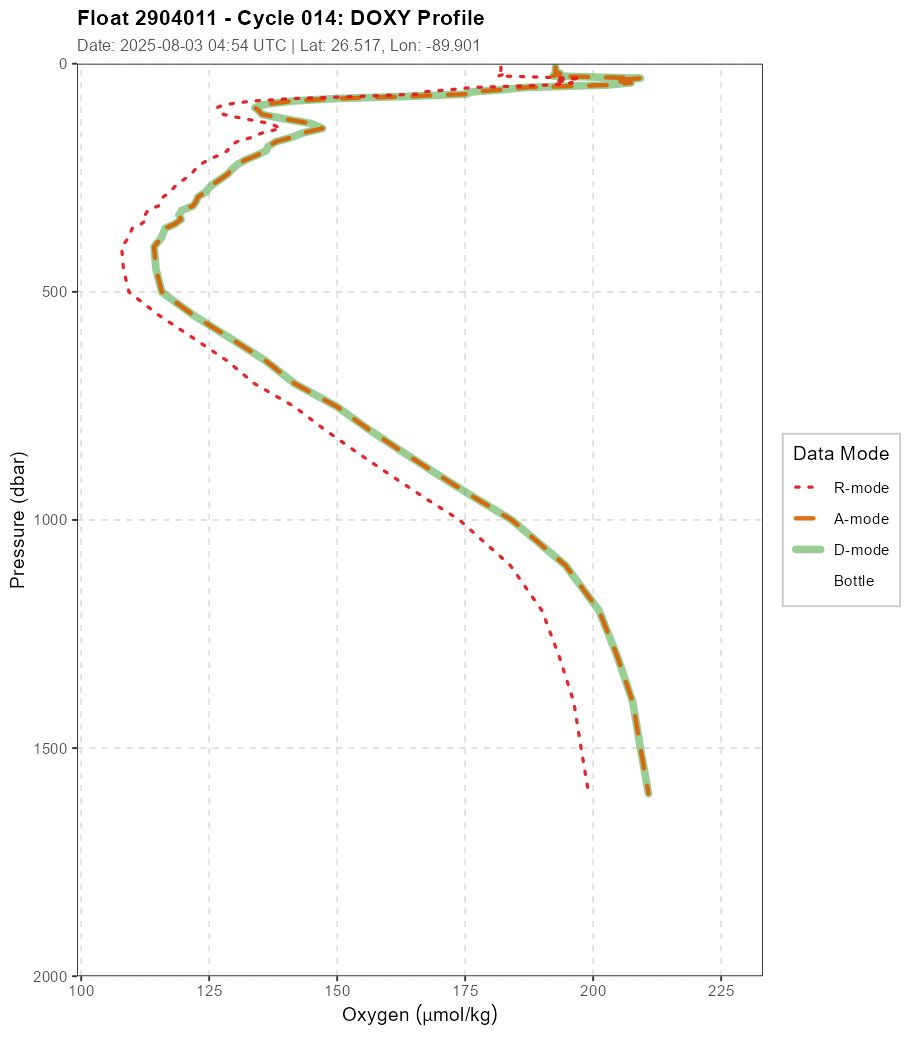 Float 2904011 - Cycle 014: DOXY Profile
Date: 2025-08-03 04:54 UTC | Lat: 26.517, Lon: -89.901
0
500
1000
1500
2000
Pressure (dbar)
100 125 150 175 200 225
Oxygen (µmol/kg)
Data Mode
R-mode
A-mode
D-mode
Bottle